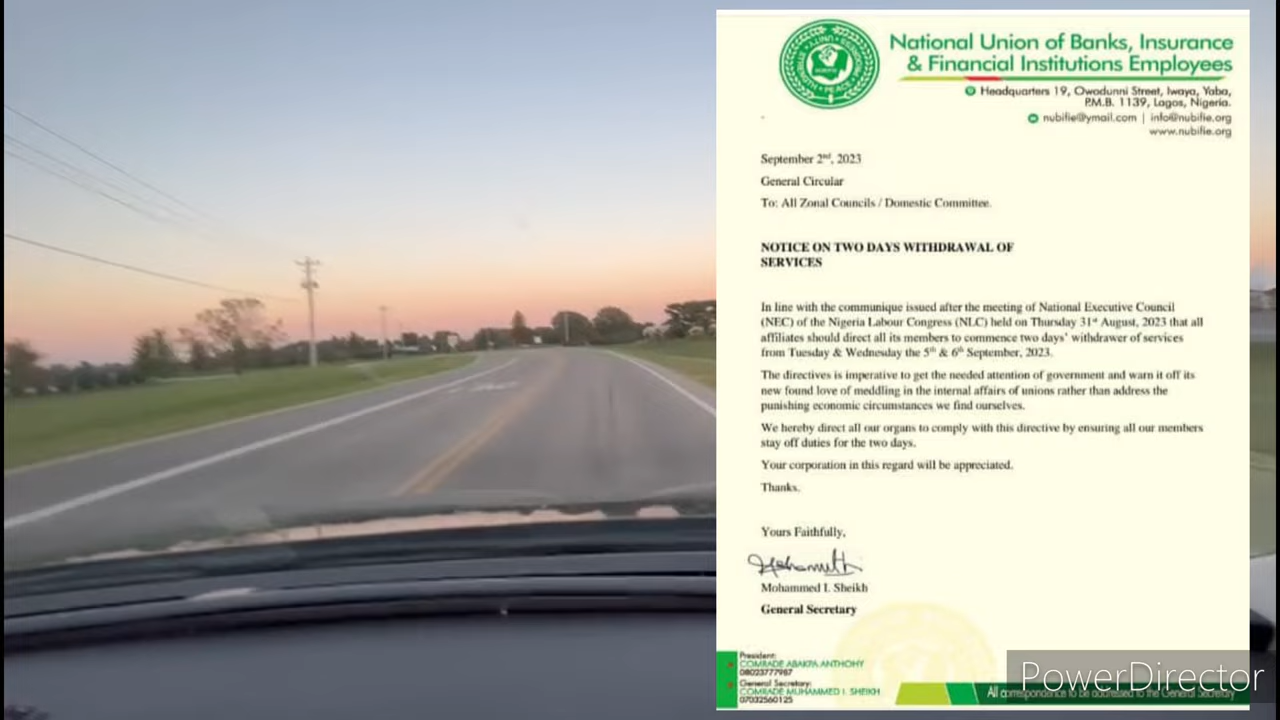 National Union of Banks, Insurance
& Financial Institutions Employees
Headquarters 19, Owodunni Street, Iwaya, Yaba,
P.M.B. 1139, Lagos, Nigeria.
nubifie@ymail.com | info@nubifie.org
www.nubifie.org
September 2nd, 2023
General Circular
To: All Zonal Councils / Domestic Committee.
NOTICE ON TWO DAYS WITHDRAWAL OF
SERVICES
In line with the communique issued after the meeting of National Executive Council
(NEC) of the Nigeria Labour Congress (NLC) held on Thursday 31st August, 2023 that all
affiliates should direct all its members to commence two days' withdrawer of services
from Tuesday & Wednesday the 5th & 6th September, 2023.
The directives is imperative to get the needed attention of government and warn it off its
new found love of meddling in the internal affairs of unions rather than address the
punishing economic circumstances we find ourselves.
We hereby direct all our organs to comply with this directive by ensuring all our members
stay off duties for the two days.
Your corporation in this regard will be appreciated.
Thanks.
Yours Faithfully,
Mohammed I. Sheikh
General Secretary
President:
COMRADE ABAKPA ANTHONY
08023777987
General Secretary:
COMRADE MUHAMMED I. SHEIKH
07032560125
All correspondence to be addressed to the General Secretary
PowerDirector